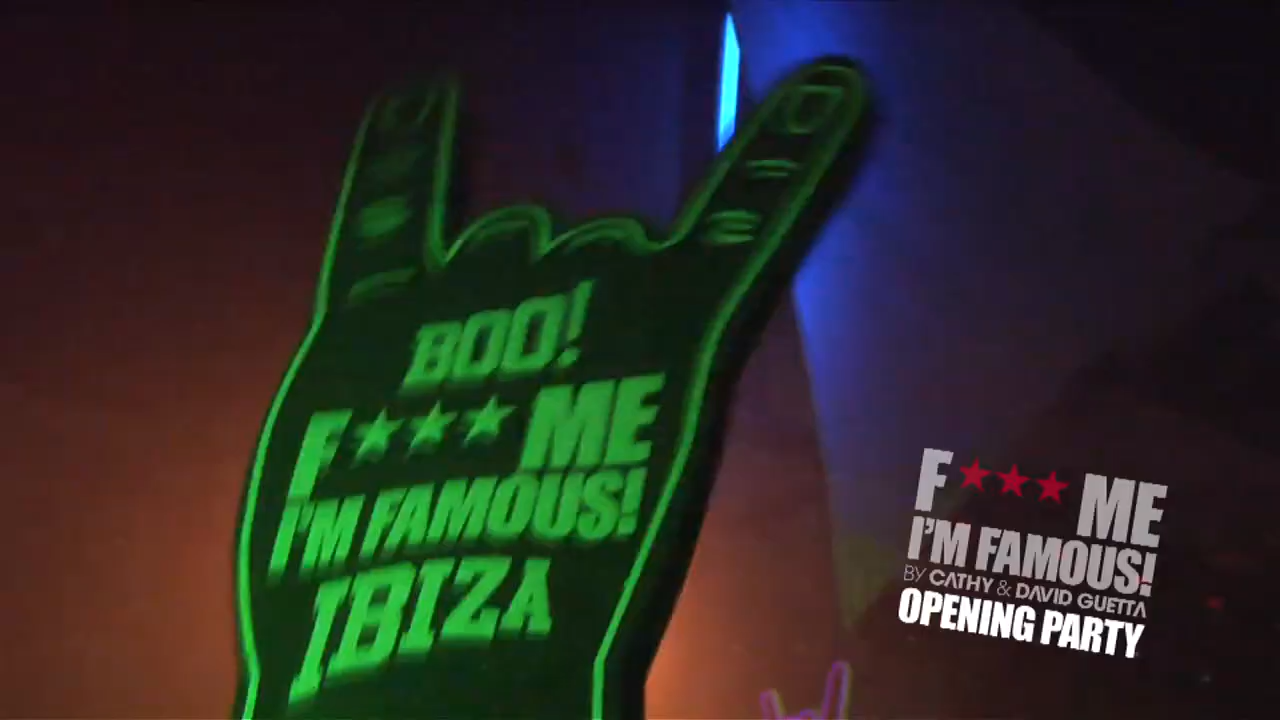 BOO!
F★★★ ME
I'M FAMOUS!
IBIZA
F★★★ ME
I'M FAMOUS!
BY CATHY & DAVID GUETTA
OPENING PARTY